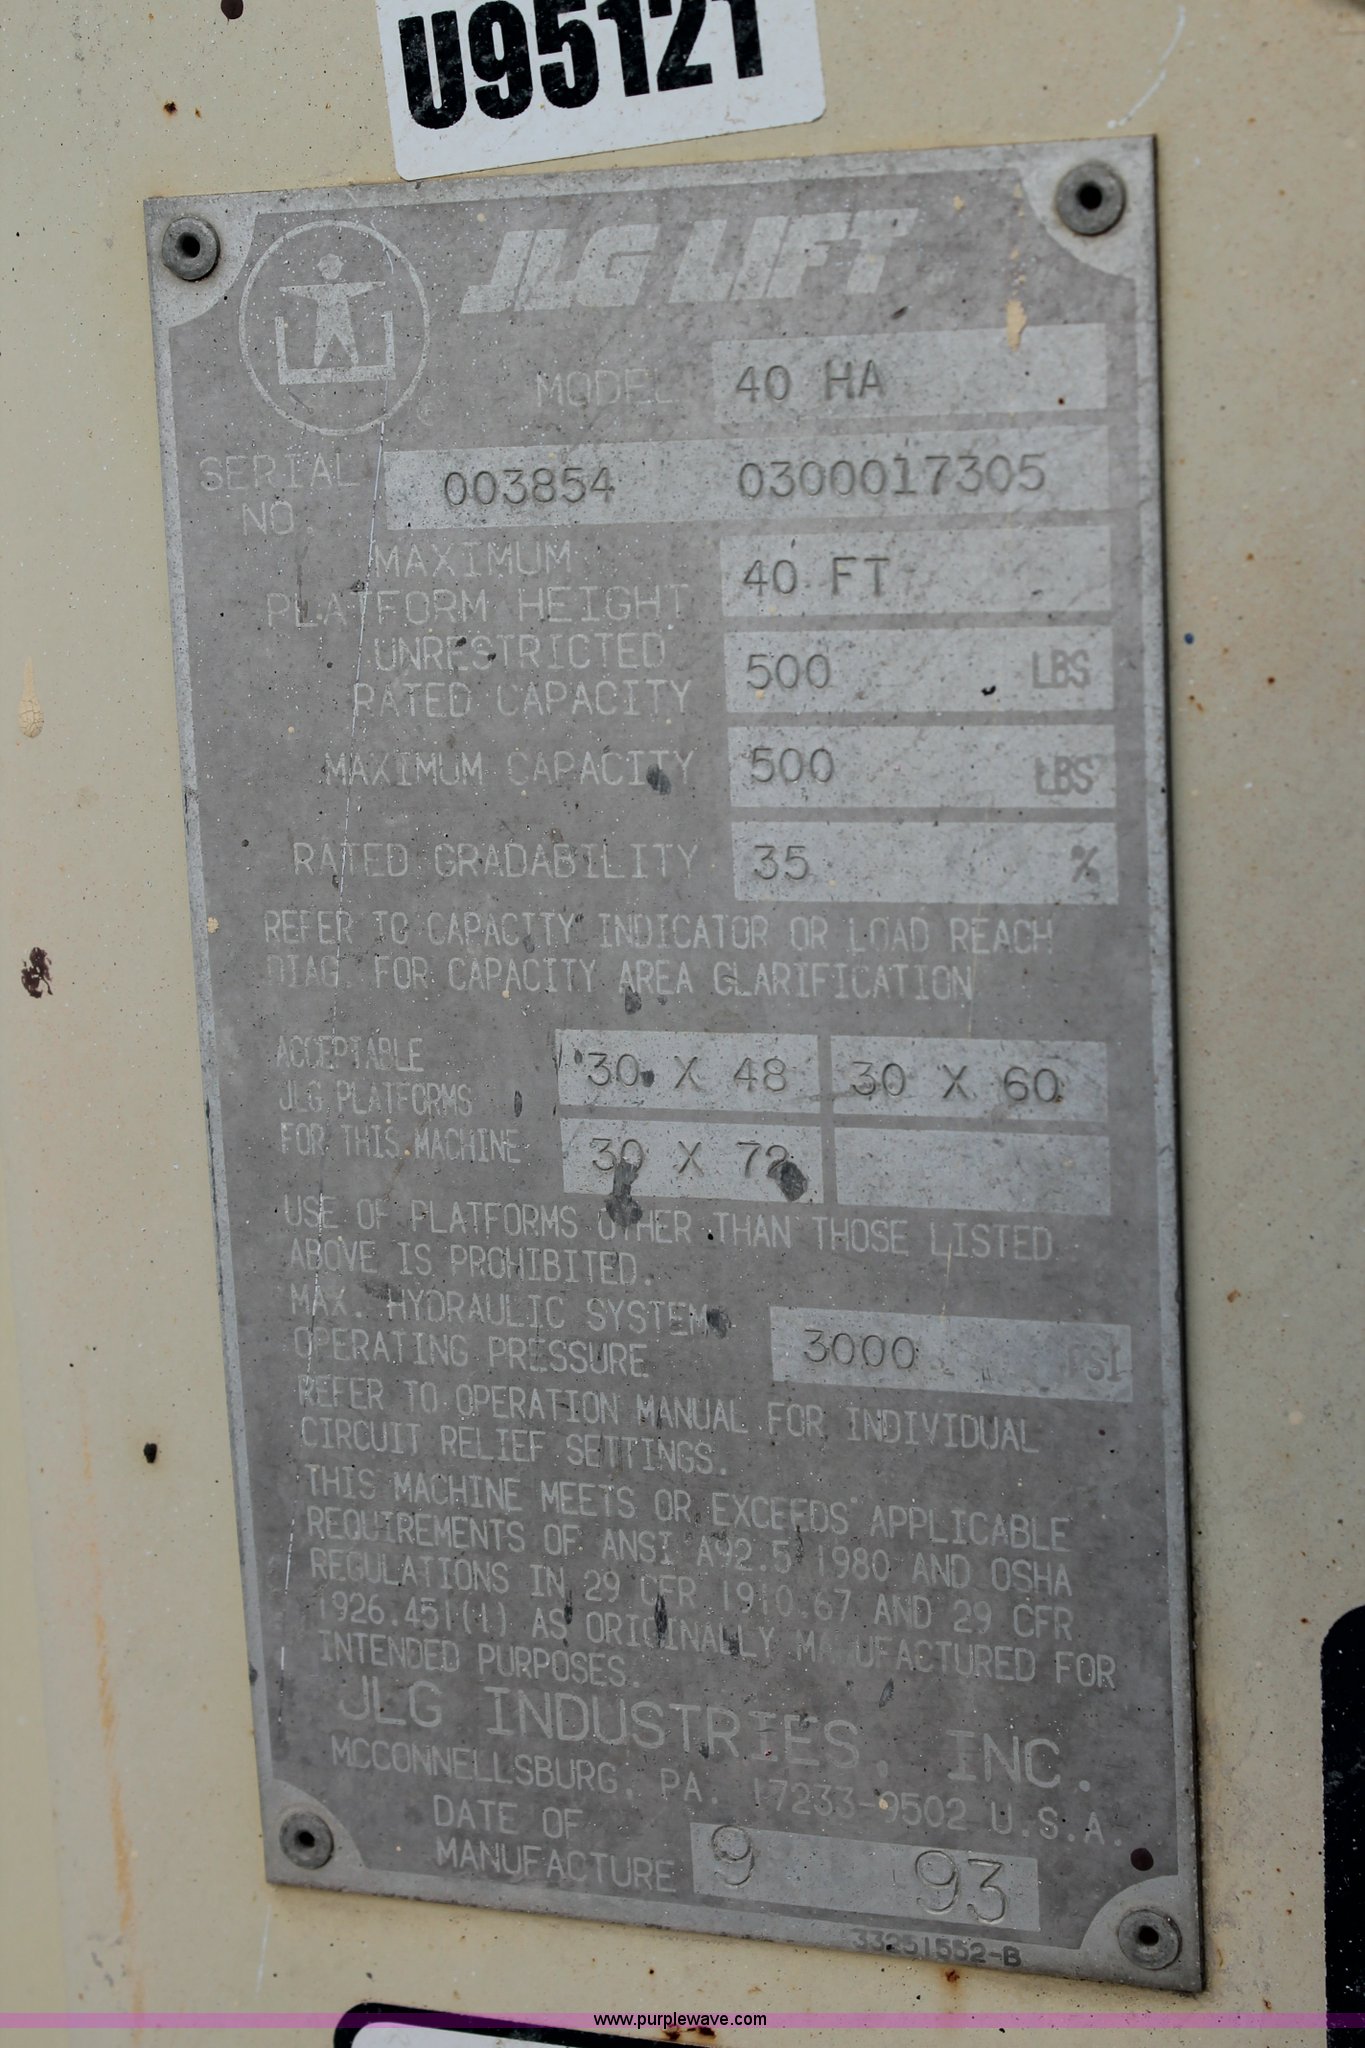 U95121
JLG LIFT
MODEL 40 HA
SERIAL NO. 003854 0300017305
MAXIMUM
PLATFORM HEIGHT 40 FT
UNRESTRICTED
RATED CAPACITY 500 LBS
MAXIMUM CAPACITY 500 LBS
RATED GRADABILITY 35 %
REFER TO CAPACITY INDICATOR OR LOAD REACH
DIAG. FOR CAPACITY AREA CLARIFICATION
ACCEPTABLE
JLG PLATFORMS
FOR THIS MACHINE
30 X 48 30 X 60
30 X 72
USE OF PLATFORMS OTHER THAN THOSE LISTED
ABOVE IS PROHIBITED.
MAX. HYDRAULIC SYSTEM
OPERATING PRESSURE 3000 PSI
REFER TO OPERATION MANUAL FOR INDIVIDUAL
CIRCUIT RELIEF SETTINGS.
THIS MACHINE MEETS OR EXCEEDS APPLICABLE
REQUIREMENTS OF ANSI A92.5 1980 AND OSHA
REGULATIONS IN 29 CFR 1910.67 AND 29 CFR
1926.451(1) AS ORIGINALLY MANUFACTURED FOR
INTENDED PURPOSES.
JLG INDUSTRIES, INC.
MCCONNELLSBURG, PA. 17233-9502 U.S.A.
DATE OF
MANUFACTURE 9 93
33251552-B
www.purplewave.com